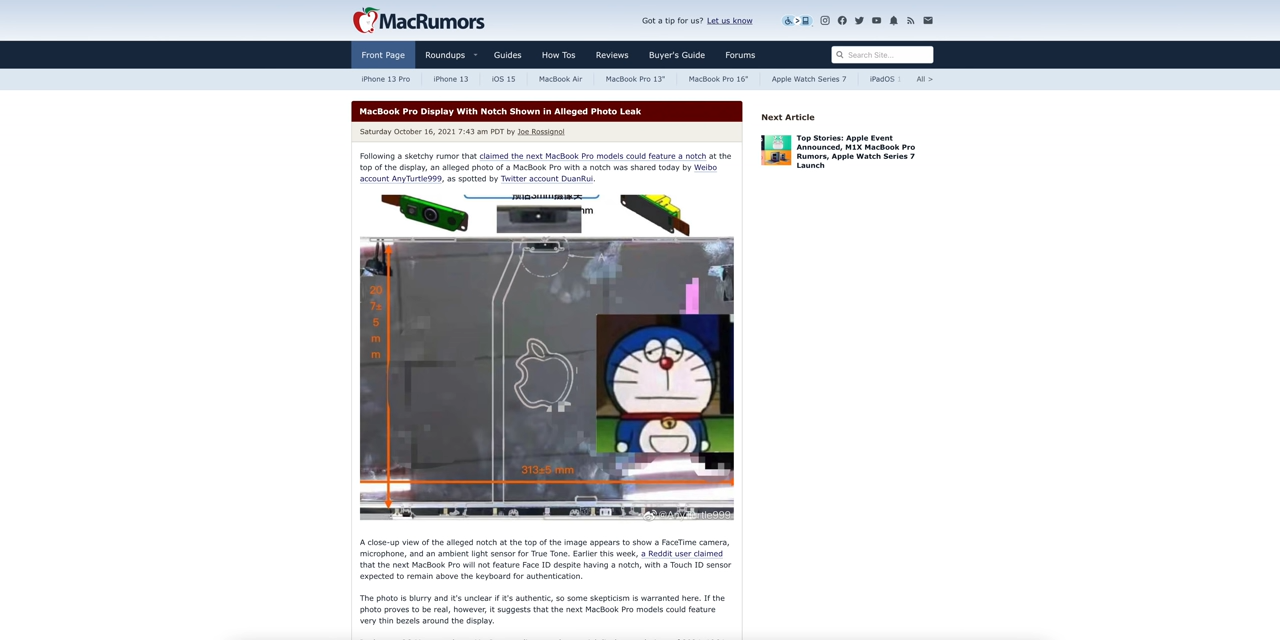 MacRumors
Got a tip for us? Let us know
Front Page
Roundups
Guides
How Tos
Reviews
Buyer's Guide
Forums
Search Site...
iPhone 13 Pro
iPhone 13
iOS 15
MacBook Air
MacBook Pro 13"
MacBook Pro 16"
Apple Watch Series 7
iPadOS 1
All >
MacBook Pro Display With Notch Shown in Alleged Photo Leak
Saturday October 16, 2021 7:43 am PDT by Joe Rossignol
Following a sketchy rumor that claimed the next MacBook Pro models could feature a notch at the
top of the display, an alleged photo of a MacBook Pro with a notch was shared today by Weibo
account AnyTurtle999, as spotted by Twitter account DuanRui.
20
7±
5
m
m
313±5 mm
@AnyTurtle999
A close-up view of the alleged notch at the top of the image appears to show a FaceTime camera,
microphone, and an ambient light sensor for True Tone. Earlier this week, a Reddit user claimed
that the next MacBook Pro will not feature Face ID despite having a notch, with a Touch ID sensor
expected to remain above the keyboard for authentication.
The photo is blurry and it's unclear if it's authentic, so some skepticism is warranted here. If the
photo proves to be real, however, it suggests that the next MacBook Pro models could feature
very thin bezels around the display.
Next Article
Top Stories: Apple Event
Announced, M1X MacBook Pro
Rumors, Apple Watch Series 7
Launch